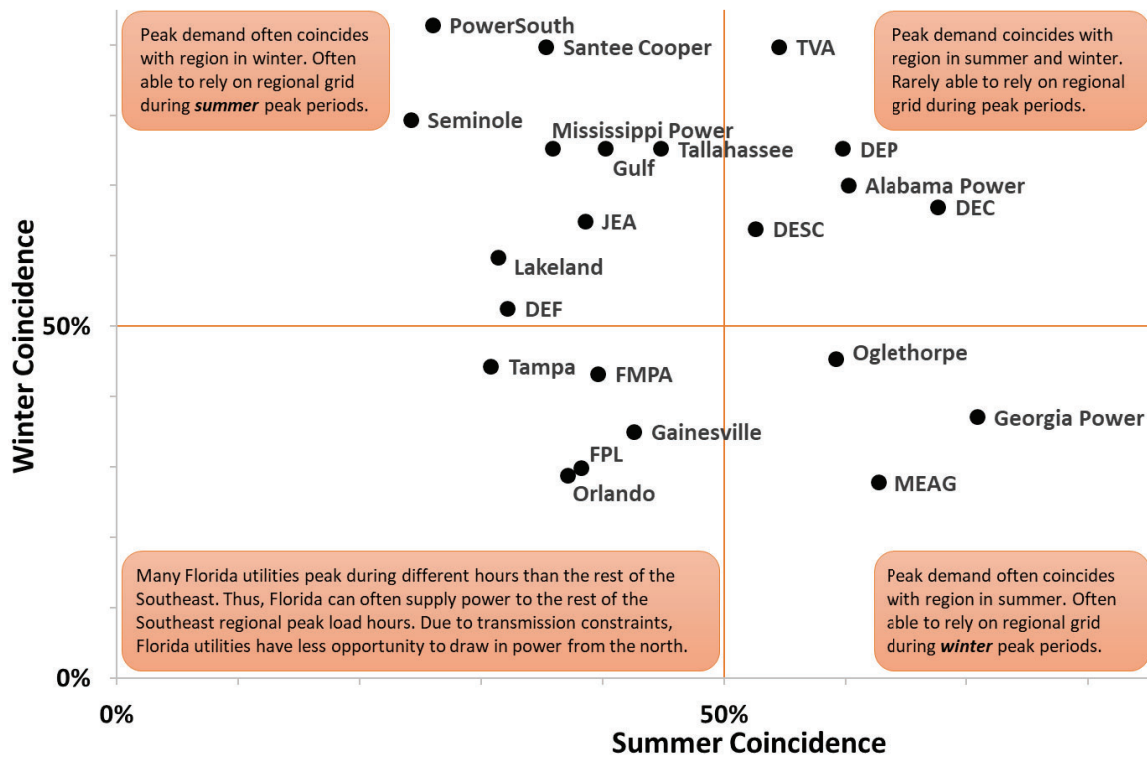 PowerSouth
Peak demand often coincides
with region in winter. Often
able to rely on regional grid
during summer peak periods.
Santee Cooper
TVA
Peak demand coincides with
region in summer and winter.
Rarely able to rely on regional
grid during peak periods.
Seminole
Mississippi Power
Gulf
Tallahassee
DEP
Alabama Power
DEC
JEA
DESC
Lakeland
DEF
50%
Winter Coincidence
Tampa
FMPA
Oglethorpe
Gainesville
Georgia Power
FPL
Orlando
MEAG
Many Florida utilities peak during different hours than the rest of the
Southeast. Thus, Florida can often supply power to the rest of the
Southeast regional peak load hours. Due to transmission constraints,
Florida utilities have less opportunity to draw in power from the north.
Peak demand often coincides
with region in summer. Often
able to rely on regional grid
during winter peak periods.
0%
0%
50%
Summer Coincidence